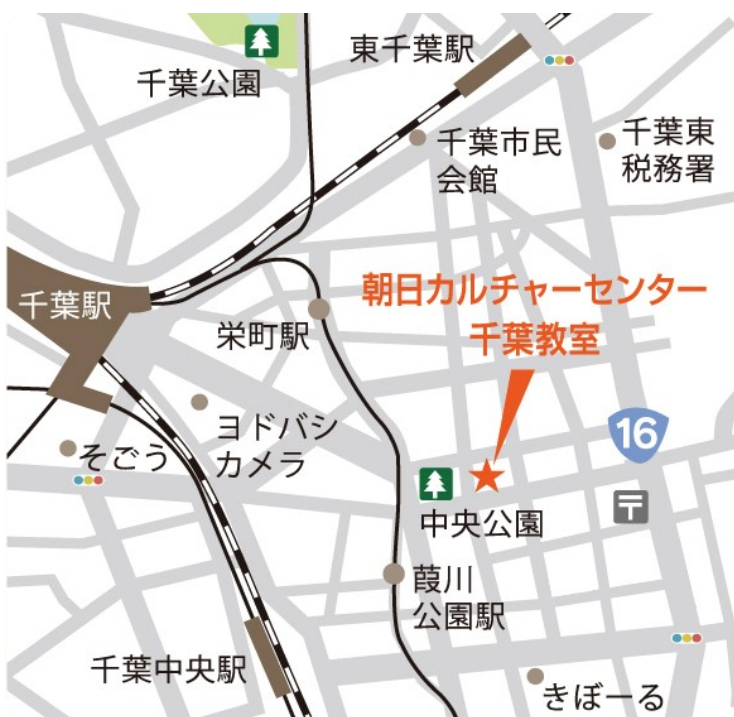 東千葉駅
千葉公園
千葉市民
会館
千葉東
税務署
千葉駅
朝日カルチャーセンター
千葉教室
栄町駅
ヨドバシ
カメラ
そごう
16
〒
中央公園
葭川
公園駅
千葉中央駅
きぼーる